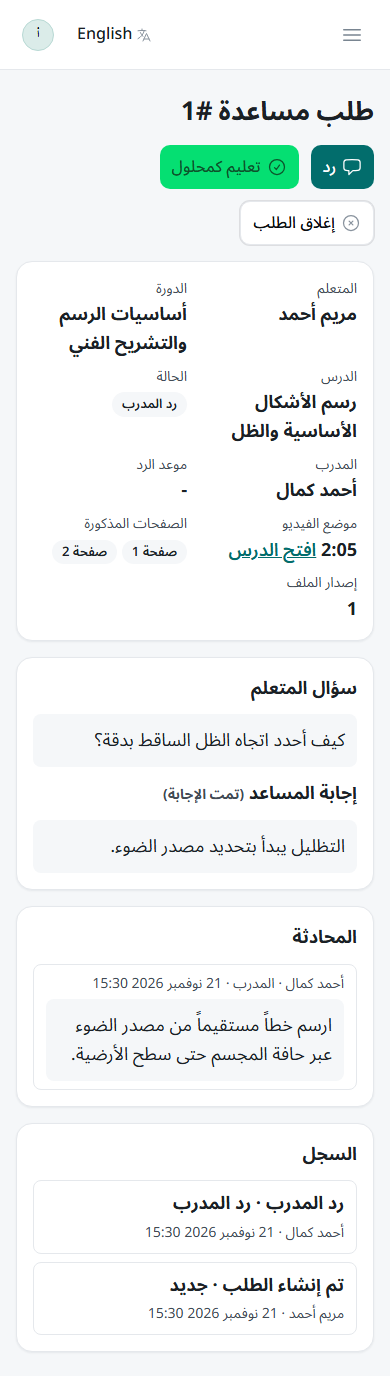 i
English
طلب مساعدة #1
رد
تعليم كمحلول
إغلاق الطلب
المتعلم
مريم أحمد
الدورة
أساسيات الرسم
والتشريح الفني
الدرس
رسم الأشكال
الأساسية والظل
الحالة
رد المدرب
المدرب
أحمد كمال
موعد الرد
-
موضع الفيديو
2:05 افتح الدرس
الصفحات المذكورة
صفحة 1
صفحة 2
إصدار الملف
1
سؤال المتعلم
كيف أحدد اتجاه الظل الساقط بدقة؟
إجابة المساعد (تمت الإجابة)
التظليل يبدأ بتحديد مصدر الضوء.
المحادثة
أحمد كمال · المدرب · 21 نوفمبر 2026 15:30
ارسم خطاً مستقيماً من مصدر الضوء
عبر حافة المجسم حتى سطح الأرضية.
السجل
رد المدرب · رد المدرب
أحمد كمال · 21 نوفمبر 2026 15:30
تم إنشاء الطلب · جديد
مريم أحمد · 21 نوفمبر 2026 15:30